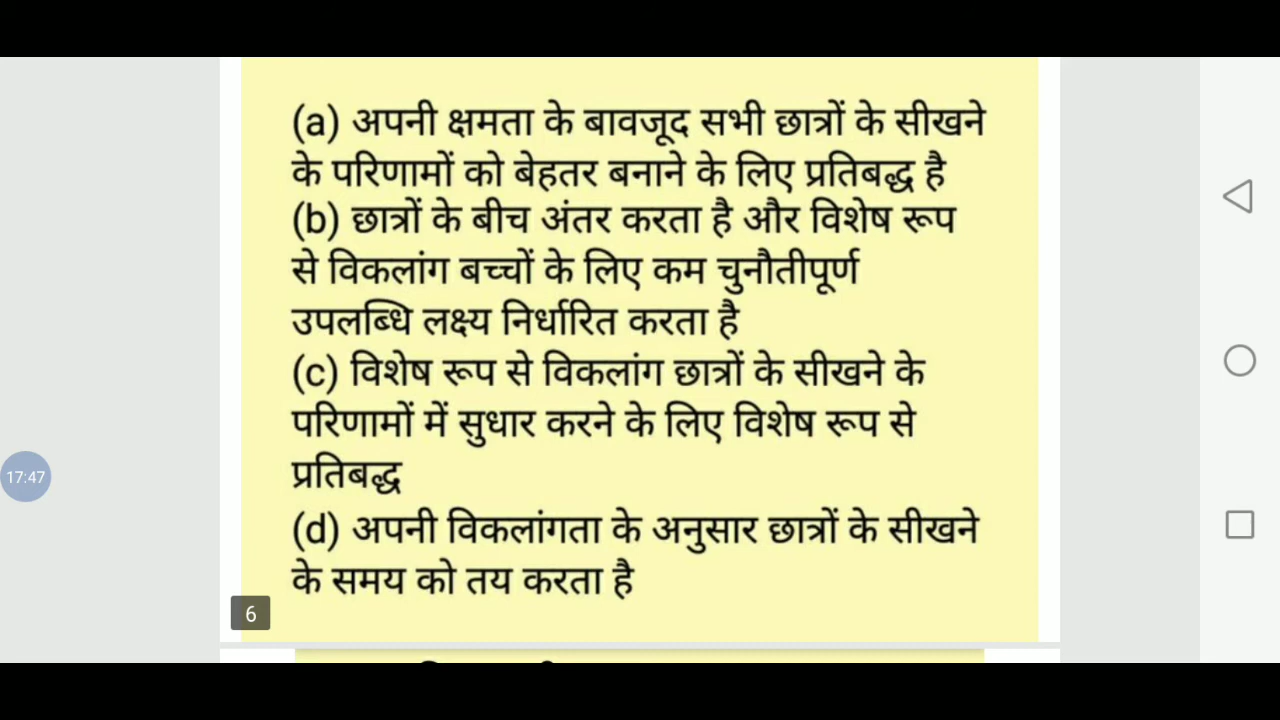 (a) अपनी क्षमता के बावजूद सभी छात्रों के सीखने
के परिणामों को बेहतर बनाने के लिए प्रतिबद्ध है
(b) छात्रों के बीच अंतर करता है और विशेष रूप
से विकलांग बच्चों के लिए कम चुनौतीपूर्ण
उपलब्धि लक्ष्य निर्धारित करता है
(c) विशेष रूप से विकलांग छात्रों के सीखने के
परिणामों में सुधार करने के लिए विशेष रूप से
प्रतिबद्ध
17:47
(d) अपनी विकलांगता के अनुसार छात्रों के सीखने
के समय को तय करता है
6